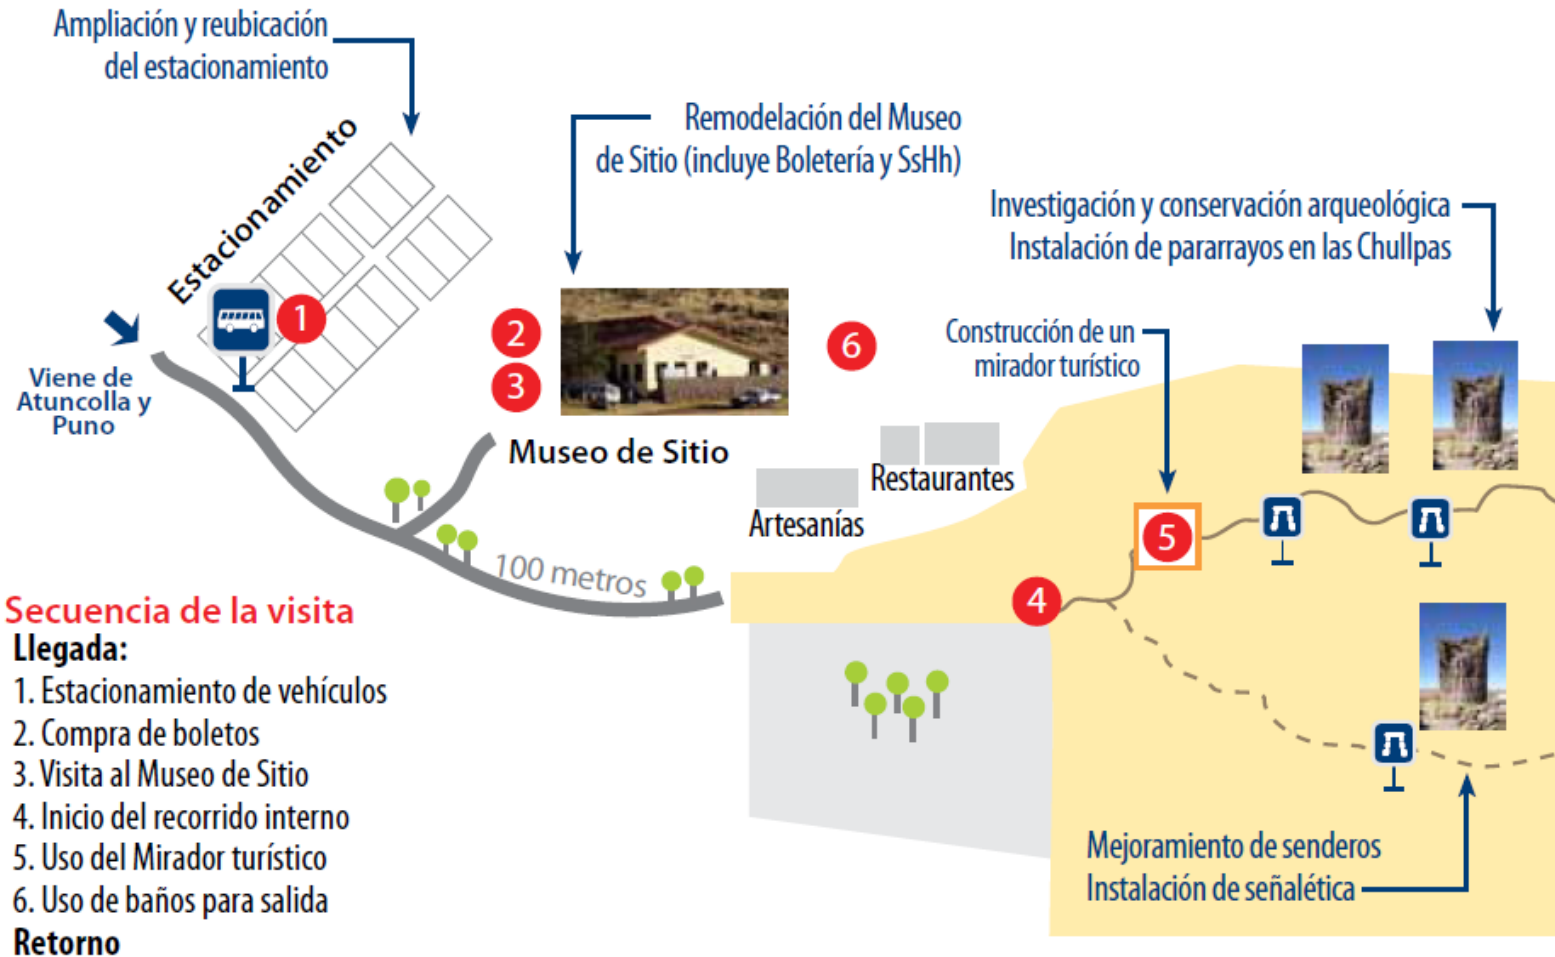 Ampliación y reubicación
del estacionamiento
Remodelación del Museo
de Sitio (incluye Boletería y SsHh)
Investigación y conservación arqueológica
Instalación de pararrayos en las Chullpas
Construcción de un
mirador turístico
Estacionamiento
1
2
3
6
Viene de
Atuncolla y
Puno
Museo de Sitio
Restaurantes
Artesanías
5
4
100 metros
Secuencia de la visita
Llegada:
1. Estacionamiento de vehículos
2. Compra de boletos
3. Visita al Museo de Sitio
4. Inicio del recorrido interno
5. Uso del Mirador turístico
6. Uso de baños para salida
Retorno
Mejoramiento de senderos
Instalación de señalética